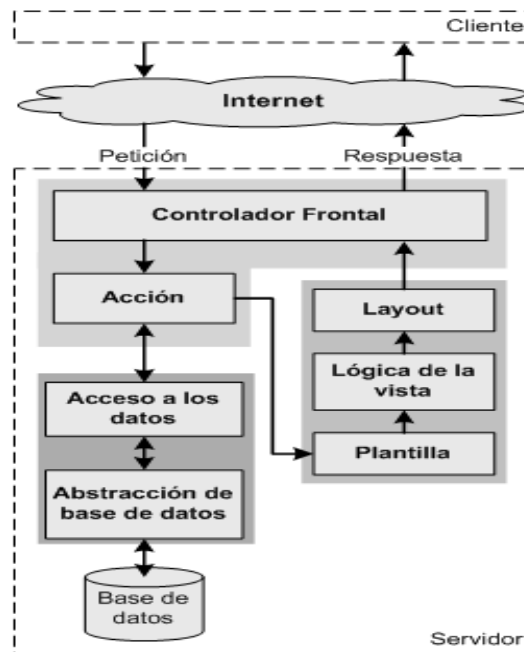 Cliente
Internet
Petición
Respuesta
Controlador Frontal
Acción
Layout
Lógica de la
vista
Plantilla
Acceso a los
datos
Abstracción de
base de datos
Base de
datos
Servidor